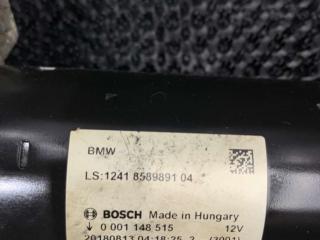 BMW
LS:1241 8589891 04
BOSCH Made in Hungary
0 001 148 515 12V
20180813 04:18:25 2 (3001)